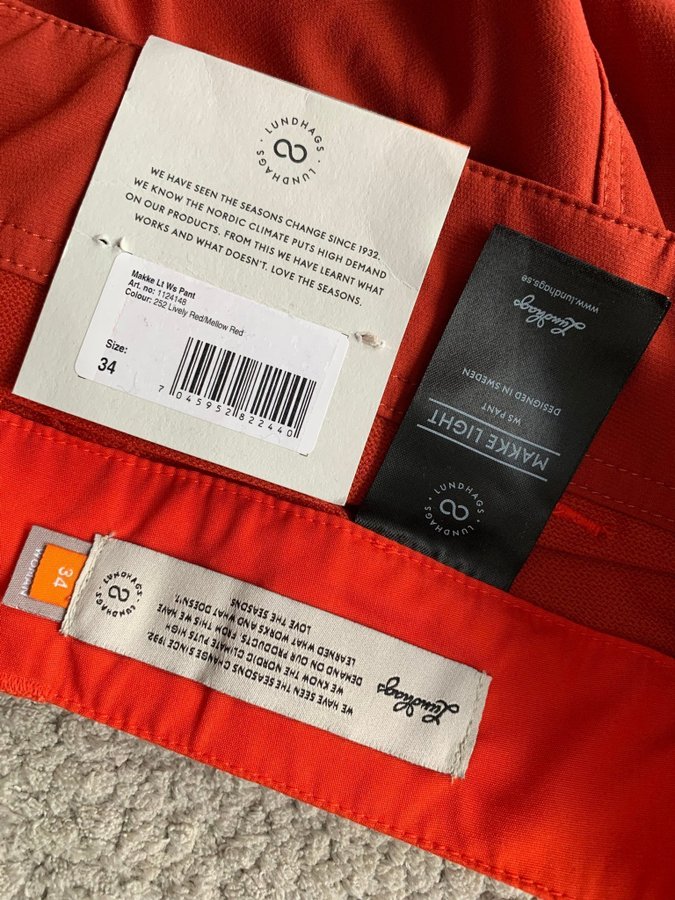 LUNDHAGS · LUNDHAGS ·
WE HAVE SEEN THE SEASONS CHANGE SINCE 1932.
WE KNOW THE NORDIC CLIMATE PUTS HIGH DEMAND
ON OUR PRODUCTS. FROM THIS WE HAVE LEARNT WHAT
WORKS AND WHAT DOESN'T. LOVE THE SEASONS.
Makke Lt Ws Pant
Art. no: 1124148
Colour: 252 Lively Red/Mellow Red
Size:
34
7 045952 822440
LUNDHAGS · LUNDHAGS ·
MAKKE LIGHT
WS PANT
DESIGNED IN SWEDEN
Lundhags
www.lundhags.se
WOMAN
34
LUNDHAGS · LUNDHAGS ·
Lundhags
WE HAVE SEEN THE SEASONS CHANGE SINCE 1932.
WE KNOW THE NORDIC CLIMATE PUTS HIGH
DEMAND ON OUR PRODUCTS. FROM THIS WE HAVE
LEARNED WHAT WORKS AND WHAT DOESN'T.
LOVE THE SEASONS